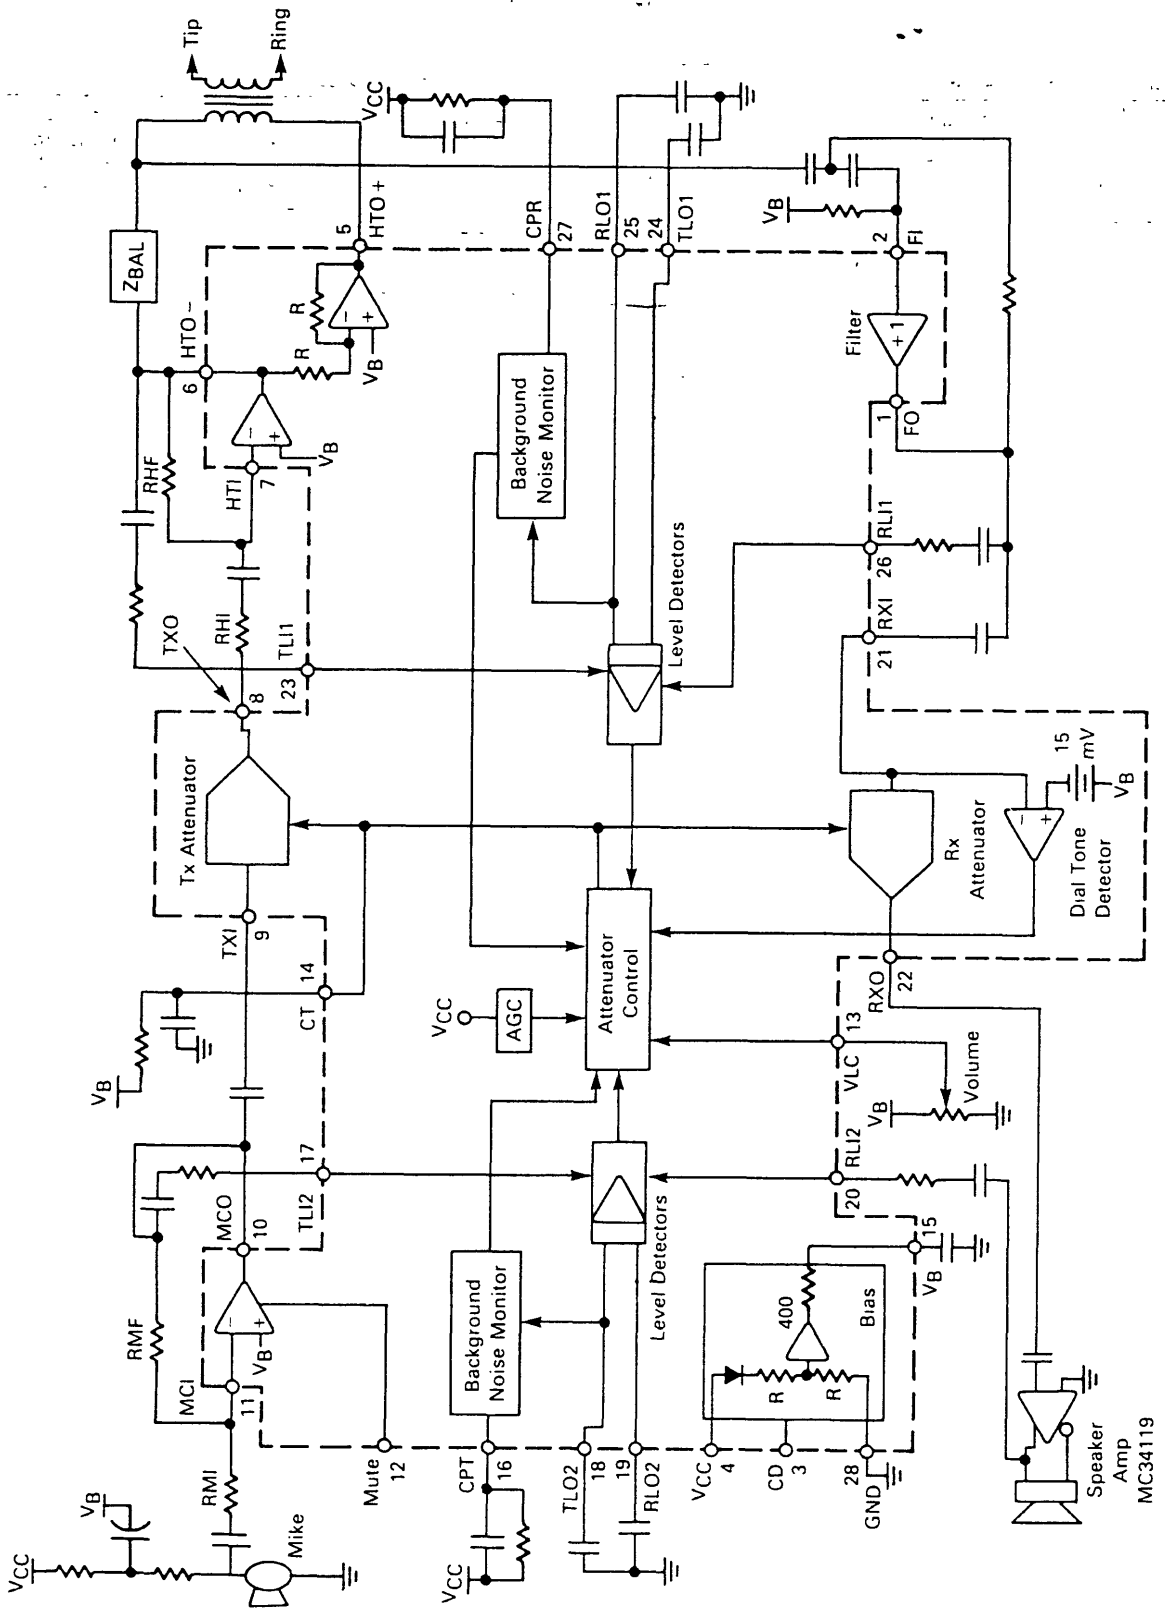 VCC
VB
Mike
RMI
RMF
MCI
11
VB
MCO
10
TLI2
17
VB
CT
14
TXI
9
Tx Attenuator
TXO
8
RHI
TLI1
23
RHF
HTI
7
VB
HTO−
6
ZBAL
R
R
VB
5
HTO+
Tip
Ring
Mute
12
VCC
CPT
16
Background
Noise Monitor
TLO2
18
19
RLO2
Level Detectors
VCC
AGC
Attenuator
Control
Level Detectors
Background
Noise Monitor
CPR
27
VCC
RLO1
25
24
TLO1
VCC
4
CD
3
28
GND
R
R
400
Bias
15
VB
RLI2
20
VB
Volume
VLC
13
RXO
22
Rx
Attenuator
Dial Tone
Detector
15
mV
VB
21
RXI
26
RLI1
1
FO
Filter
+1
2
FI
VB
Speaker
Amp
MC34119